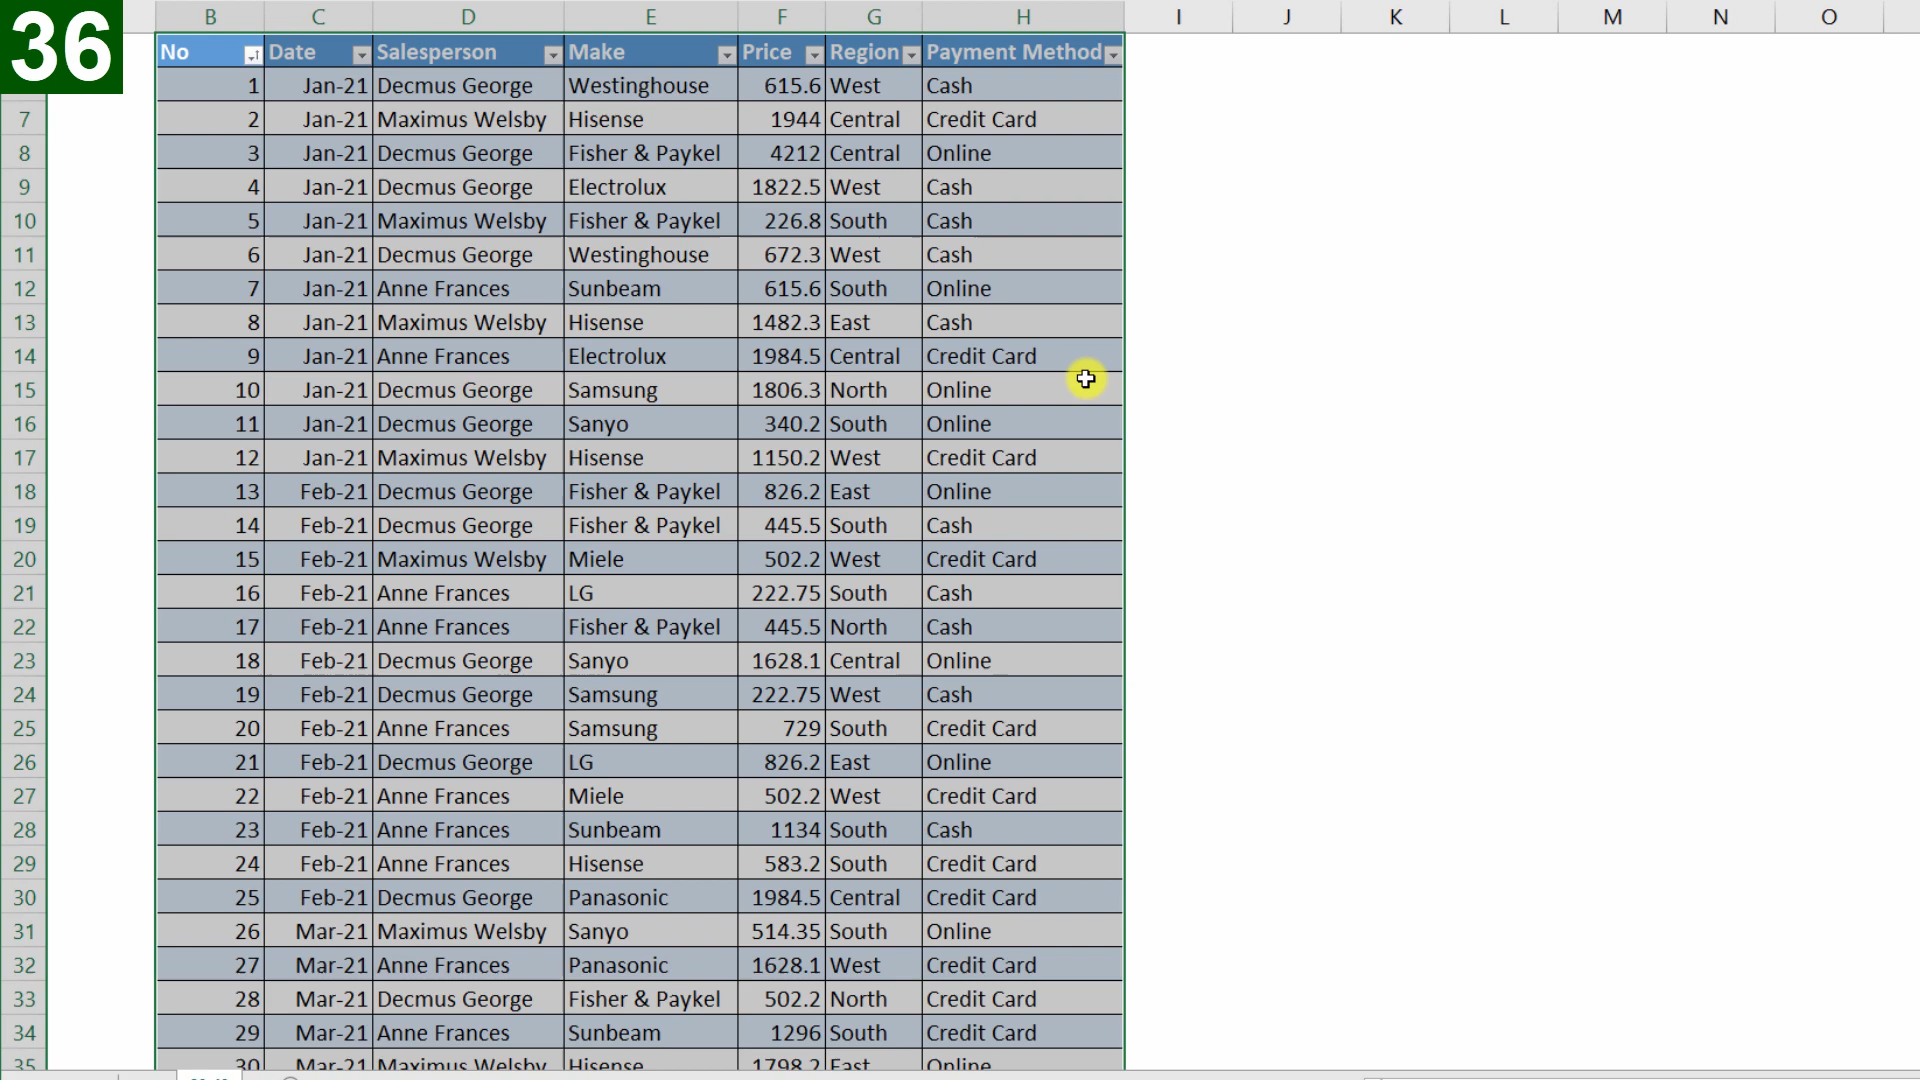 36
B C D E F G H I J K L M N O
No Date Salesperson Make Price Region Payment Method
1 Jan-21 Decmus George Westinghouse 615.6 West Cash
7 2 Jan-21 Maximus Welsby Hisense 1944 Central Credit Card
8 3 Jan-21 Decmus George Fisher & Paykel 4212 Central Online
9 4 Jan-21 Decmus George Electrolux 1822.5 West Cash
10 5 Jan-21 Maximus Welsby Fisher & Paykel 226.8 South Cash
11 6 Jan-21 Decmus George Westinghouse 672.3 West Cash
12 7 Jan-21 Anne Frances Sunbeam 615.6 South Online
13 8 Jan-21 Maximus Welsby Hisense 1482.3 East Cash
14 9 Jan-21 Anne Frances Electrolux 1984.5 Central Credit Card
15 10 Jan-21 Decmus George Samsung 1806.3 North Online
16 11 Jan-21 Decmus George Sanyo 340.2 South Online
17 12 Jan-21 Maximus Welsby Hisense 1150.2 West Credit Card
18 13 Feb-21 Decmus George Fisher & Paykel 826.2 East Online
19 14 Feb-21 Decmus George Fisher & Paykel 445.5 South Cash
20 15 Feb-21 Maximus Welsby Miele 502.2 West Credit Card
21 16 Feb-21 Anne Frances LG 222.75 South Cash
22 17 Feb-21 Anne Frances Fisher & Paykel 445.5 North Cash
23 18 Feb-21 Decmus George Sanyo 1628.1 Central Online
24 19 Feb-21 Decmus George Samsung 222.75 West Cash
25 20 Feb-21 Anne Frances Samsung 729 South Credit Card
26 21 Feb-21 Decmus George LG 826.2 East Online
27 22 Feb-21 Anne Frances Miele 502.2 West Credit Card
28 23 Feb-21 Anne Frances Sunbeam 1134 South Cash
29 24 Feb-21 Anne Frances Hisense 583.2 South Credit Card
30 25 Feb-21 Decmus George Panasonic 1984.5 Central Credit Card
31 26 Mar-21 Maximus Welsby Sanyo 514.35 South Online
32 27 Mar-21 Anne Frances Panasonic 1628.1 West Credit Card
33 28 Mar-21 Decmus George Fisher & Paykel 502.2 North Credit Card
34 29 Mar-21 Anne Frances Sunbeam 1296 South Credit Card
35 30 Mar-21 Maximus Welsby Hisense 1798.2 East Online